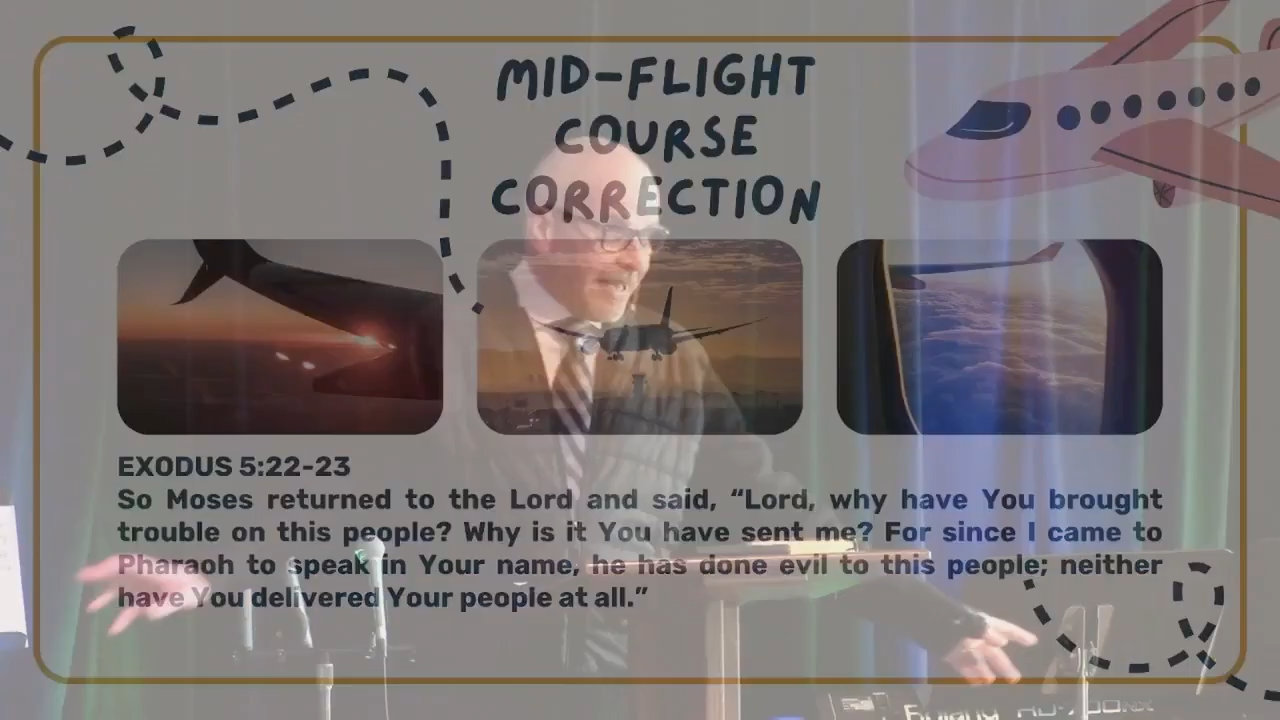 MID-FLIGHT
COURSE
CORRECTION
EXODUS 5:22-23
So Moses returned to the Lord and said, “Lord, why have You brought
trouble on this people? Why is it You have sent me? For since I came to
Pharaoh to speak in Your name, he has done evil to this people; neither
have You delivered Your people at all.”
Roland